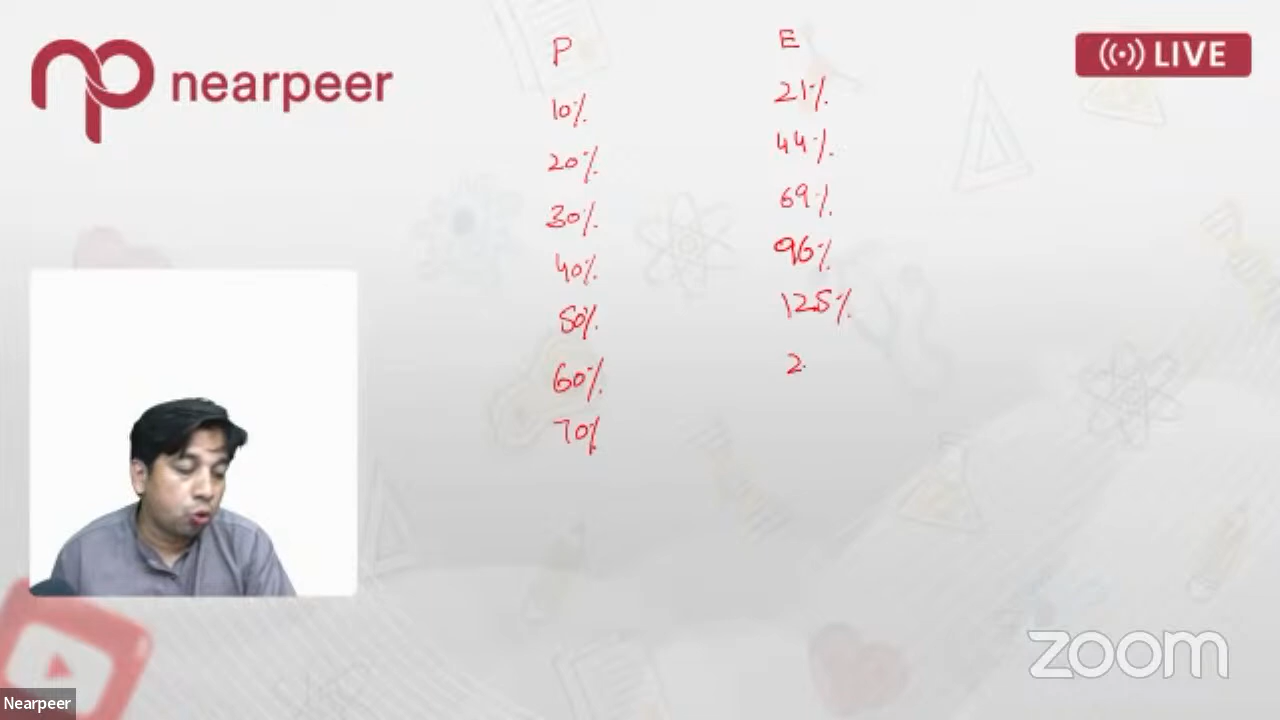 nearpeer
LIVE
P E
10% 21%
20% 44%
30% 69%
40% 96%
50% 125%
60% 2
70%
zoom
Nearpeer